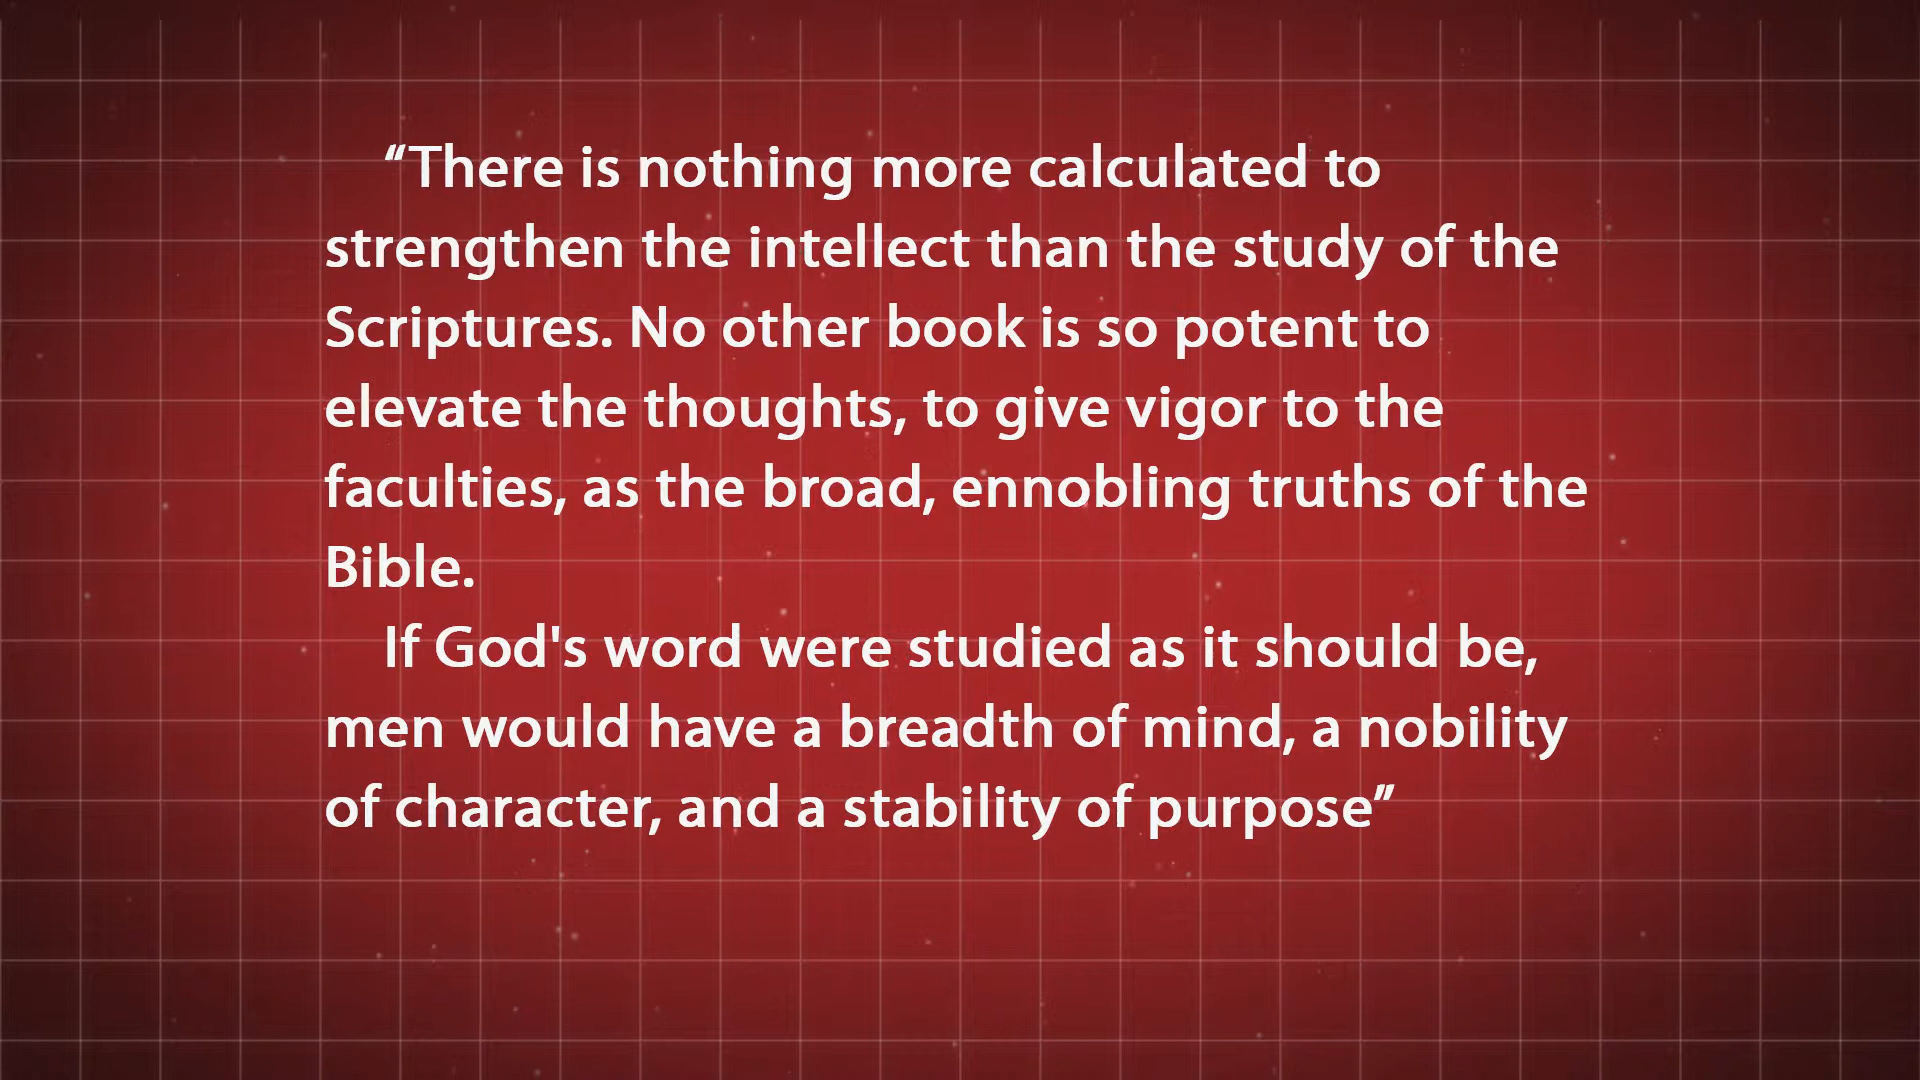 “There is nothing more calculated to
strengthen the intellect than the study of the
Scriptures. No other book is so potent to
elevate the thoughts, to give vigor to the
faculties, as the broad, ennobling truths of the
Bible.
If God's word were studied as it should be,
men would have a breadth of mind, a nobility
of character, and a stability of purpose”